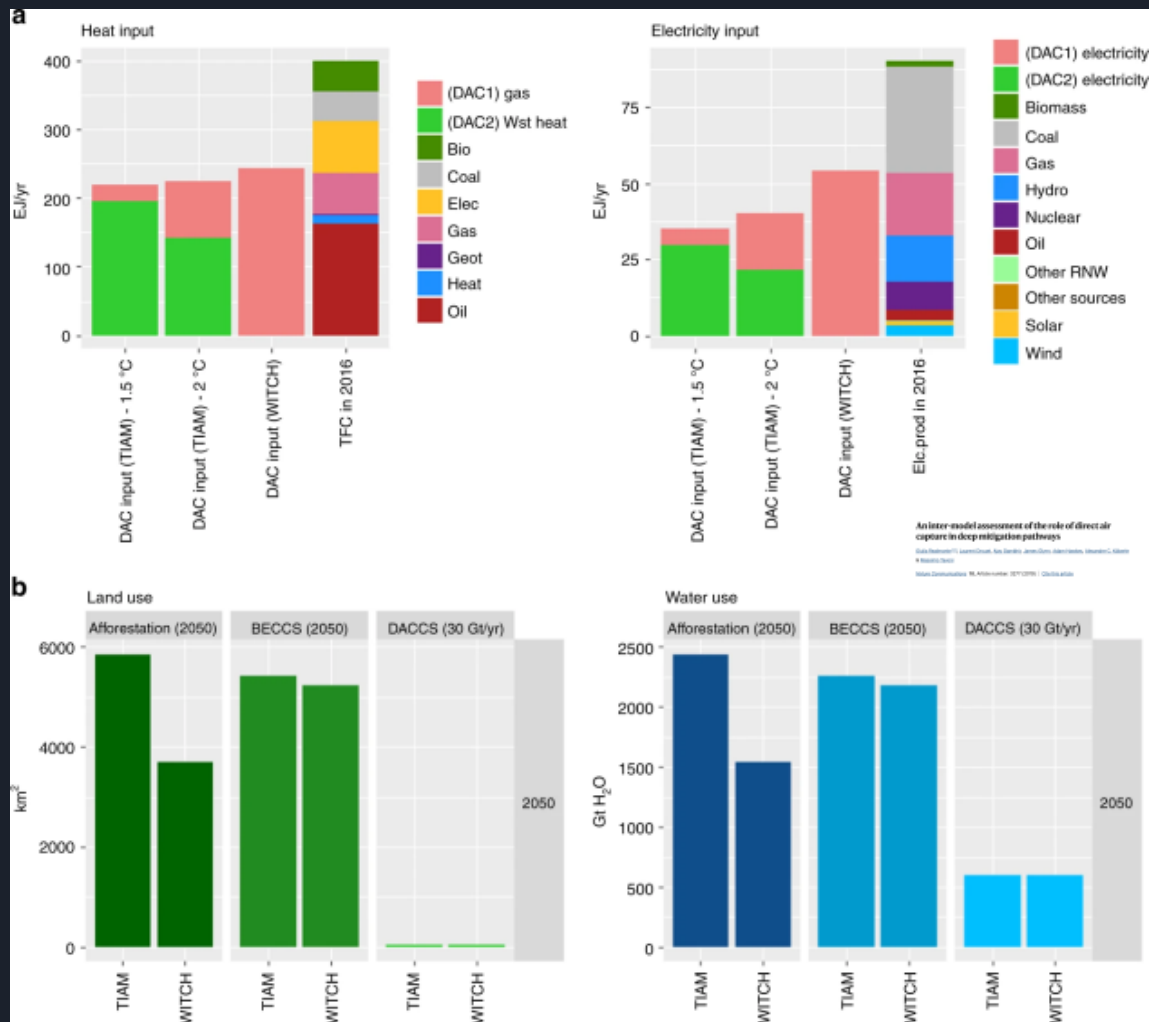 a
Heat input
EJ/yr
400
300
200
100
0
DAC input (TIAM) - 1.5 °C
DAC input (TIAM) - 2 °C
DAC input (WITCH)
TFC in 2016
(DAC1) gas
(DAC2) Wst heat
Bio
Coal
Elec
Gas
Geot
Heat
Oil
Electricity input
EJ/yr
75
50
25
0
DAC input (TIAM) - 1.5 °C
DAC input (TIAM) - 2 °C
DAC input (WITCH)
Elc.prod in 2016
(DAC1) electricity
(DAC2) electricity
Biomass
Coal
Gas
Hydro
Nuclear
Oil
Other RNW
Other sources
Solar
Wind
An inter-model assessment of the role of direct air
capture in deep mitigation pathways
b
Land use
Afforestation (2050) BECCS (2050) DACCS (30 Gt/yr)
km²
6000
4000
2000
0
2050
TIAM WITCH TIAM WITCH TIAM WITCH
Water use
Afforestation (2050) BECCS (2050) DACCS (30 Gt/yr)
Gt H₂O
2500
2000
1500
1000
500
0
2050
TIAM WITCH TIAM WITCH TIAM WITCH